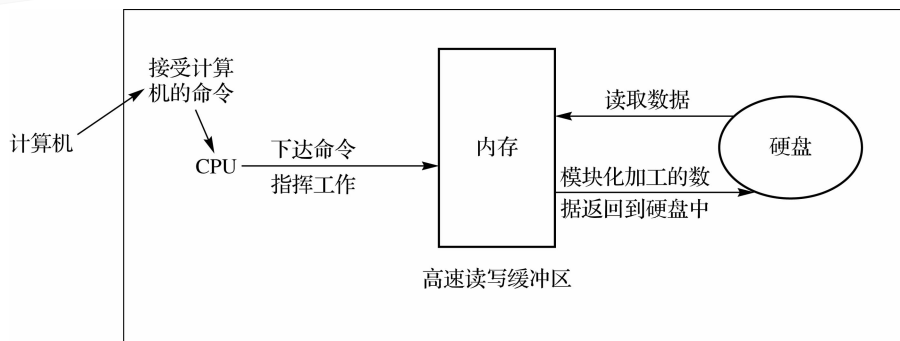 接受计算
机的命令
计算机
CPU
下达命令
指挥工作
内存
高速读写缓冲区
读取数据
硬盘
模块化加工的数
据返回到硬盘中